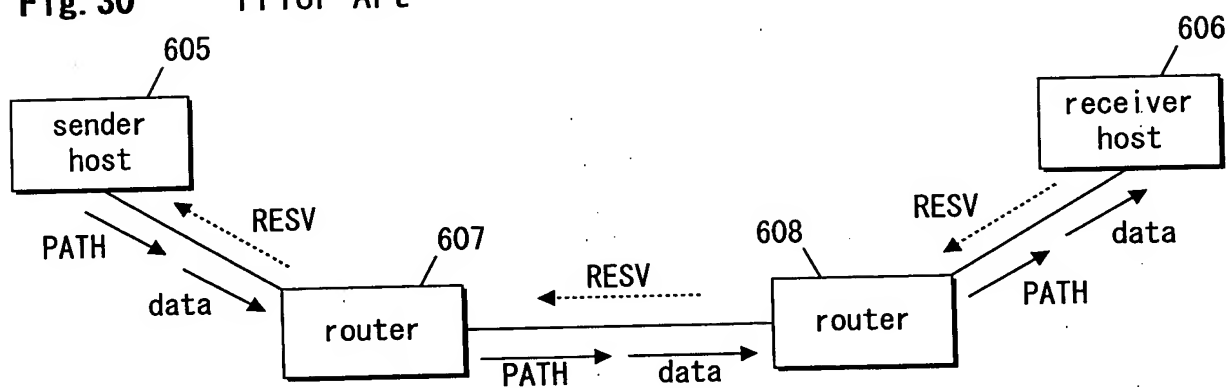 Fig. 30 Prior Art
605
606
sender
host
receiver
host
RESV
RESV
PATH
607
608
data
data
RESV
PATH
router
router
PATH
data